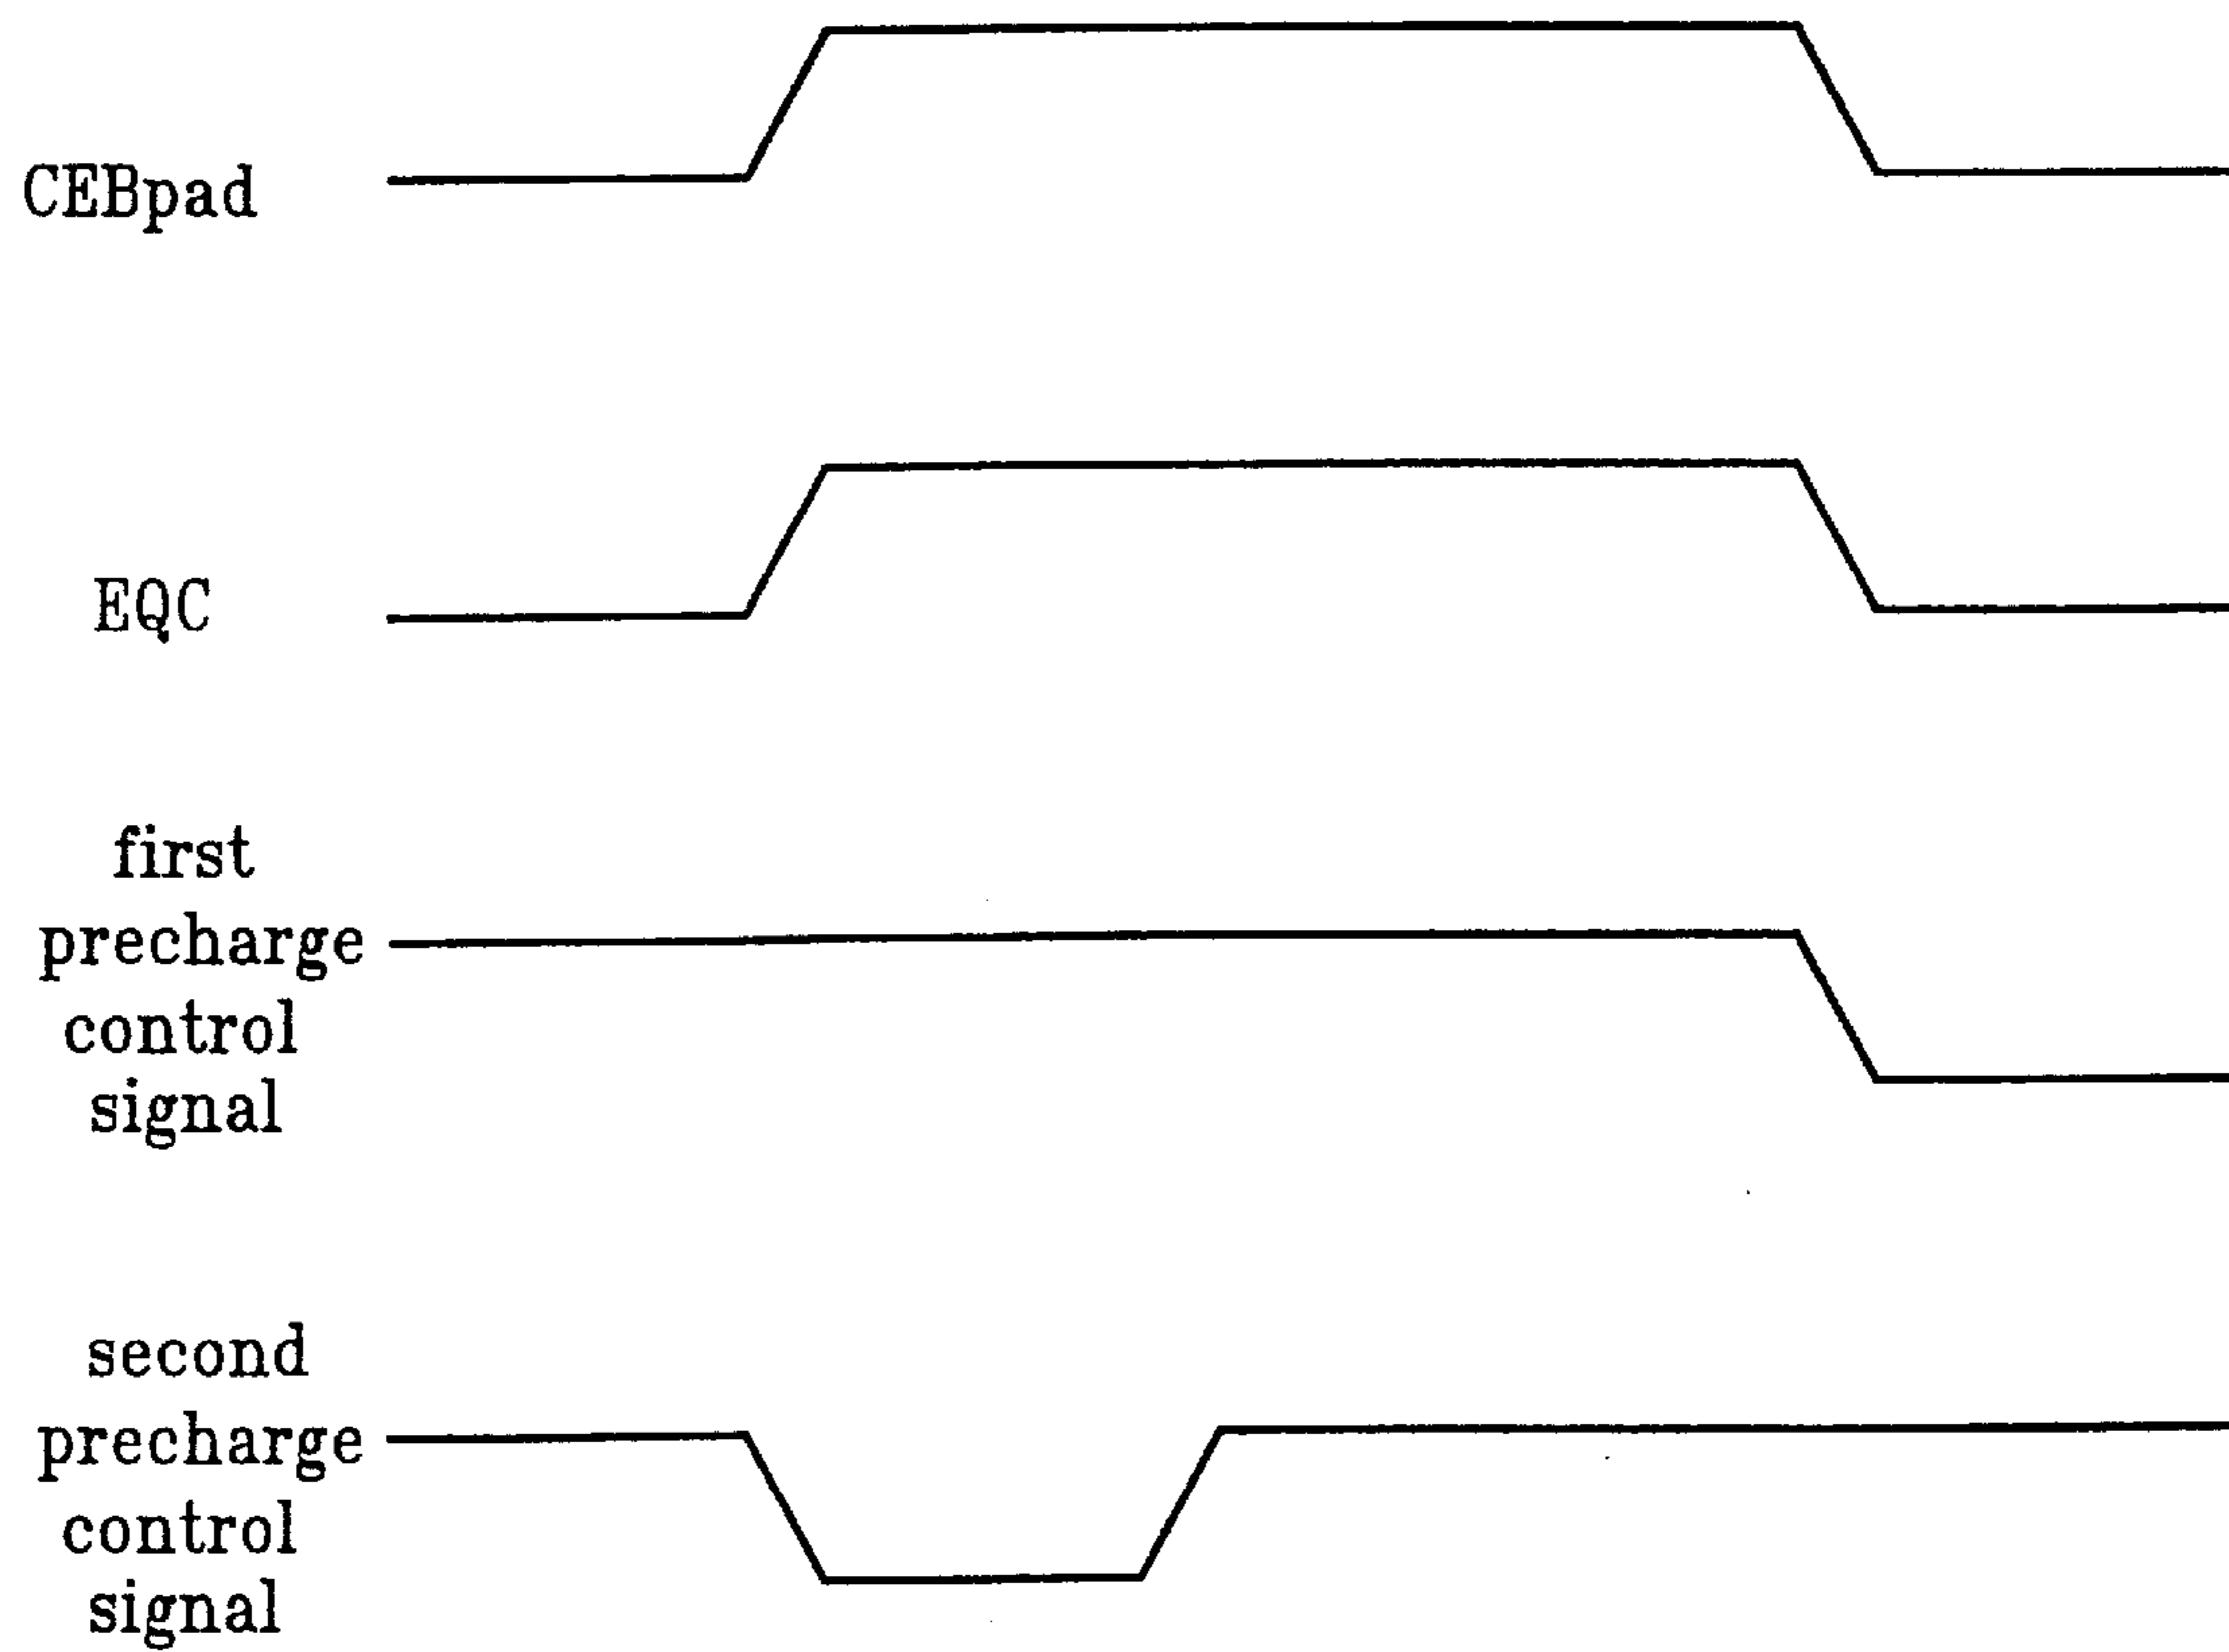 CEBpad
EQC
first
precharge
control
signal
second
precharge
control
signal